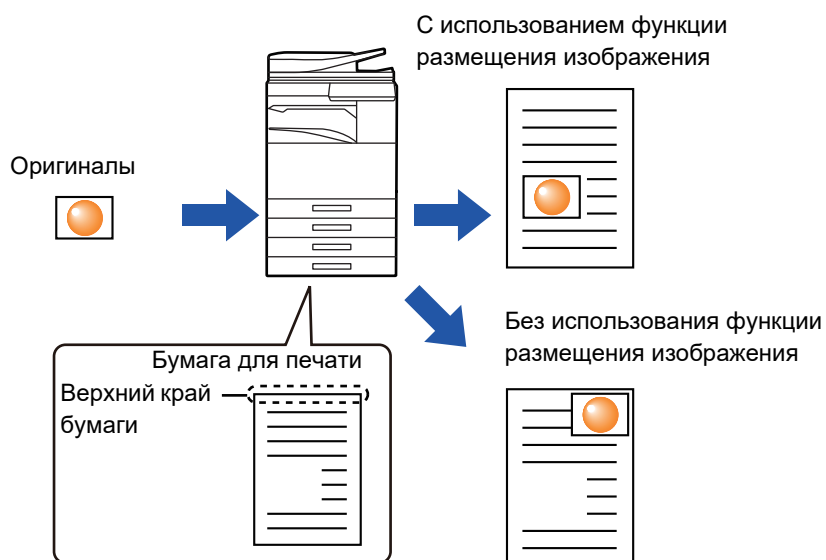 С использованием функции
размещения изображения
Оригиналы
Без использования функции
размещения изображения
Бумага для печати
Верхний край
бумаги